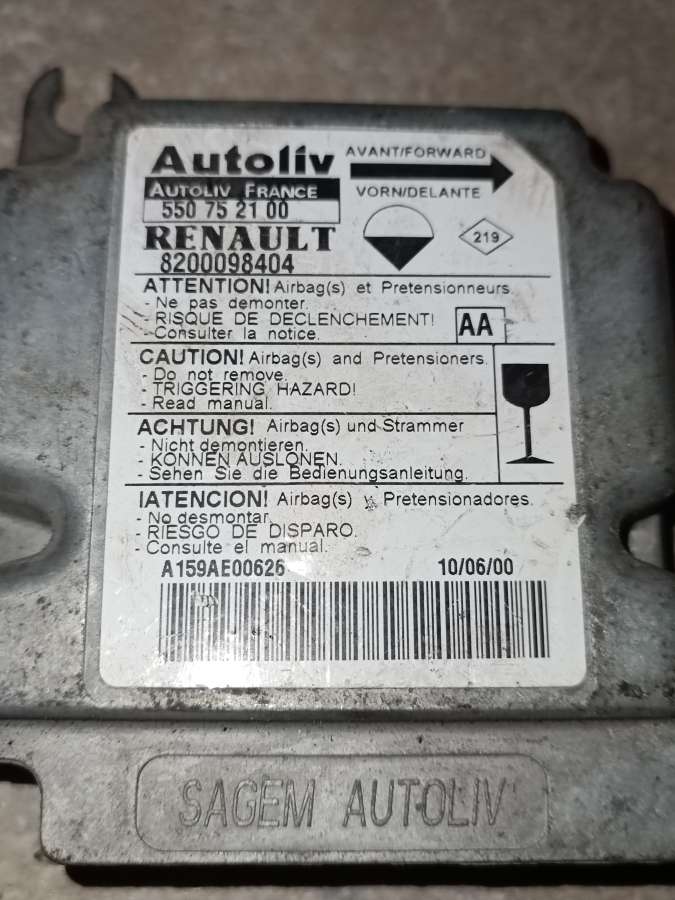 Autoliv
AVANT/FORWARD
AUTOLIV FRANCE
VORN/DELANTE
550 75 21 00
RENAULT
219
8200098404
ATTENTION! Airbag(s) et Pretensionneurs.
- Ne pas demonter.
- RISQUE DE DECLENCHEMENT!
- Consulter la notice.
AA
CAUTION! Airbag(s) and Pretensioners.
- Do not remove.
- TRIGGERING HAZARD!
- Read manual.
ACHTUNG! Airbag(s) und Strammer
- Nicht demontieren.
- KONNEN AUSLONEN.
- Sehen Sie die Bedienungsanleitung.
IATENCION! Airbag(s) y Pretensionadores.
- No desmontar.
- RIESGO DE DISPARO.
- Consulte el manual.
A159AE00626
10/06/00
SAGEM AUTOLIV